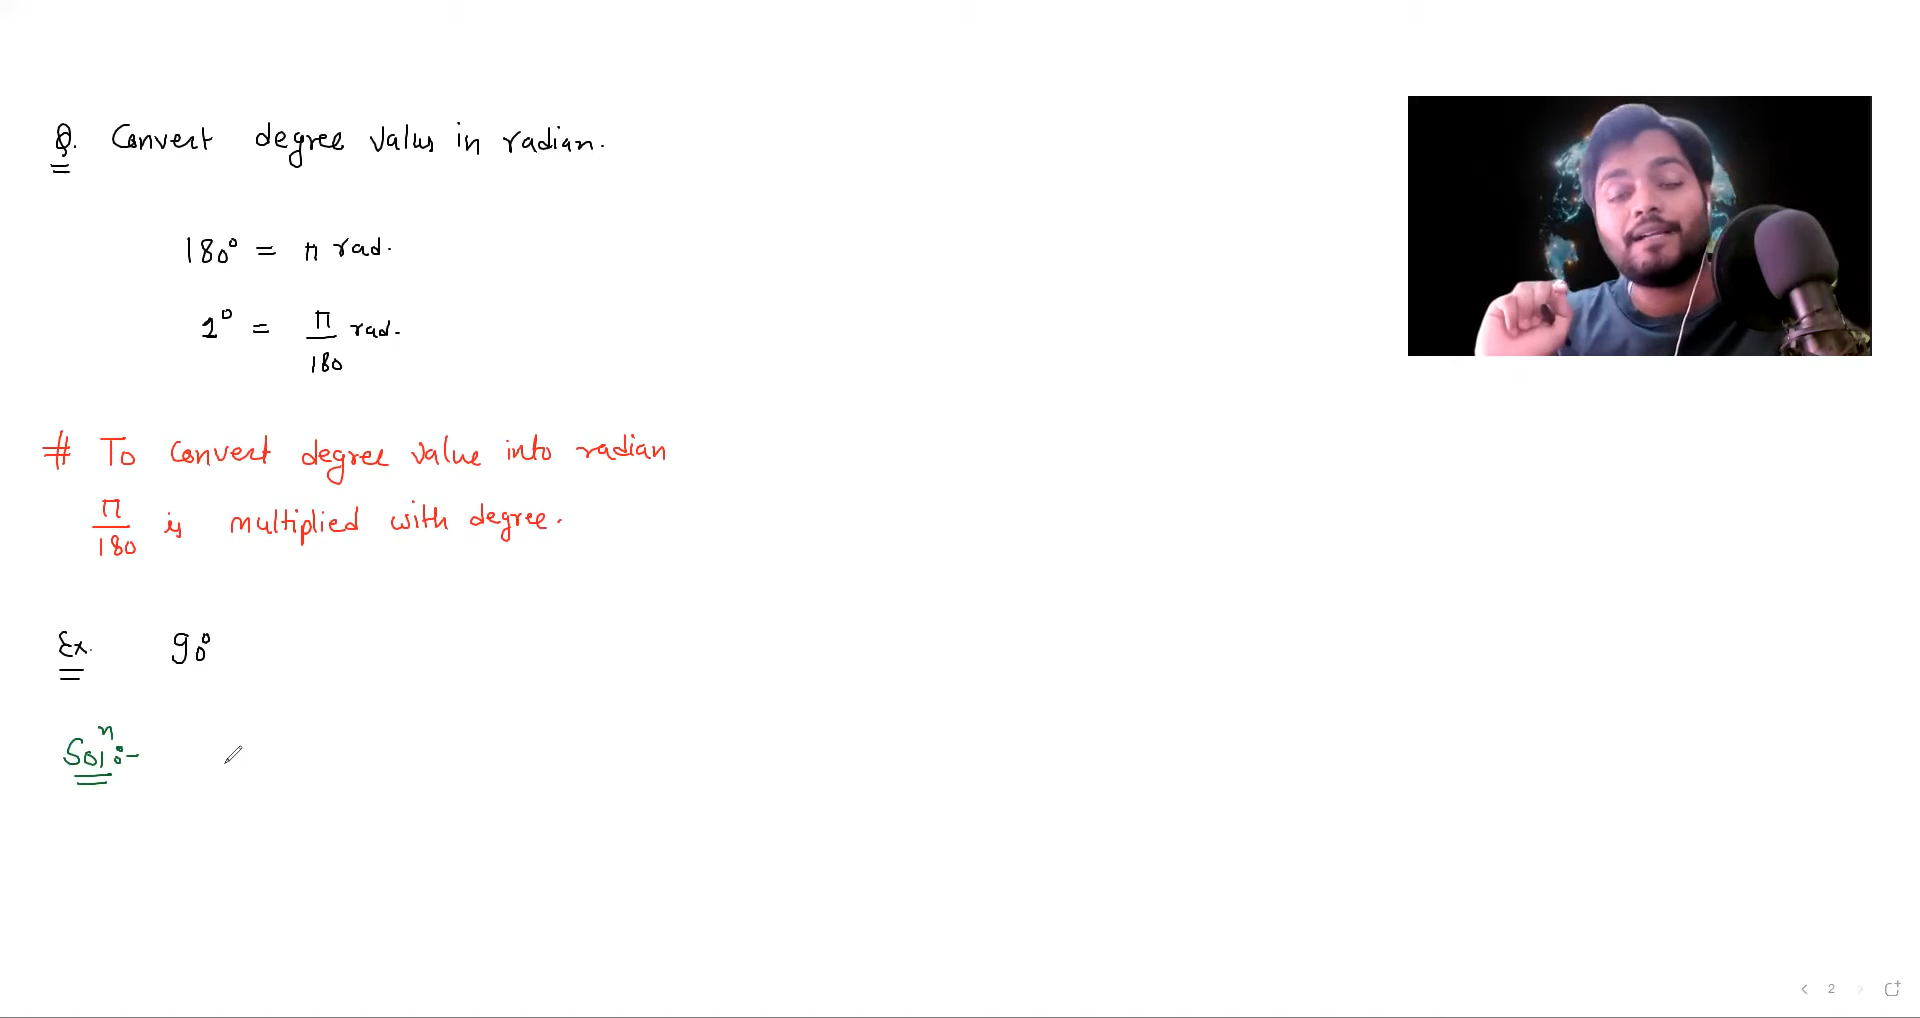 Q. Convert degree value in radian.
180° = π rad.
1° = π/180 rad.
# To convert degree value into radian
π/180 is multiplied with degree.
Ex. 90°
Solⁿ:-
2